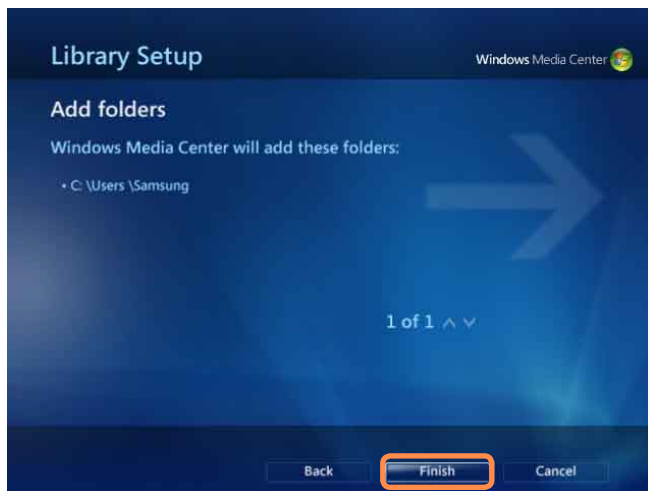 Library Setup
Windows Media Center
Add folders
Windows Media Center will add these folders:
• C: \Users \Samsung
1 of 1
Back Finish Cancel